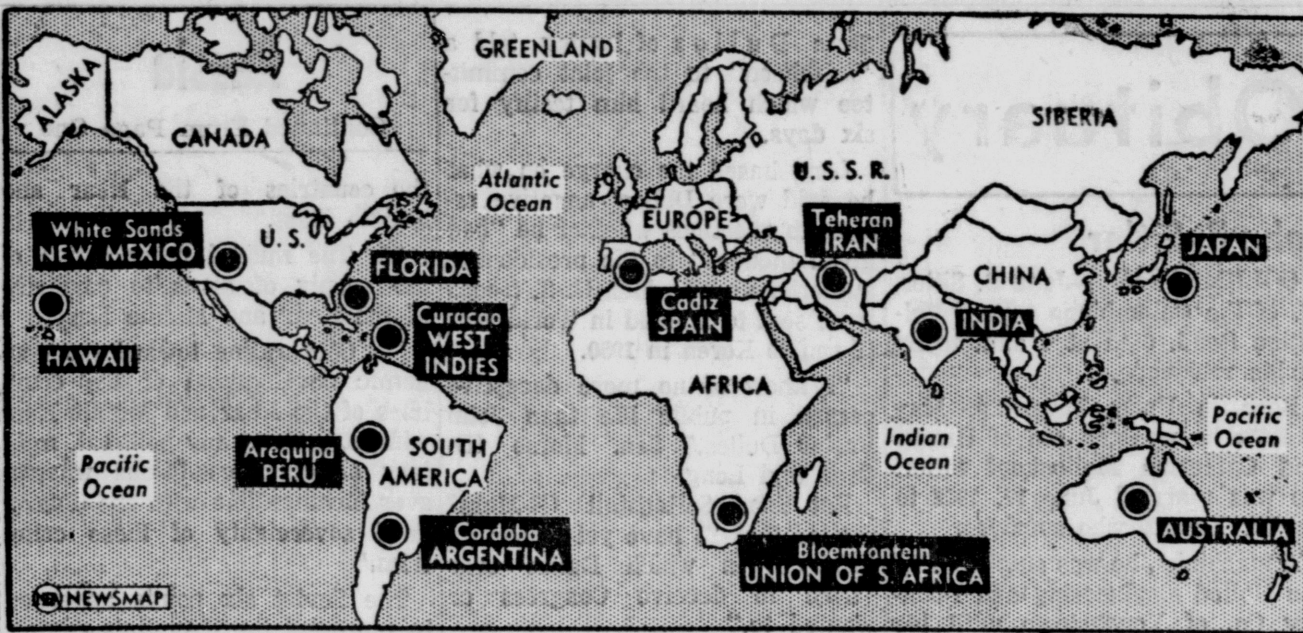 GREENLAND
ALASKA
CANADA
SIBERIA
U.S.S.R.
Atlantic
Ocean
EUROPE
White Sands
NEW MEXICO
U.S.
FLORIDA
Teheran
IRAN
JAPAN
CHINA
Cadiz
SPAIN
Curacao
WEST
INDIES
INDIA
HAWAII
AFRICA
Arequipa
PERU
SOUTH
AMERICA
Pacific
Ocean
Indian
Ocean
Pacific
Ocean
Cordoba
ARGENTINA
Bloemfontein
UNION OF S. AFRICA
AUSTRALIA
NEA NEWSMAP